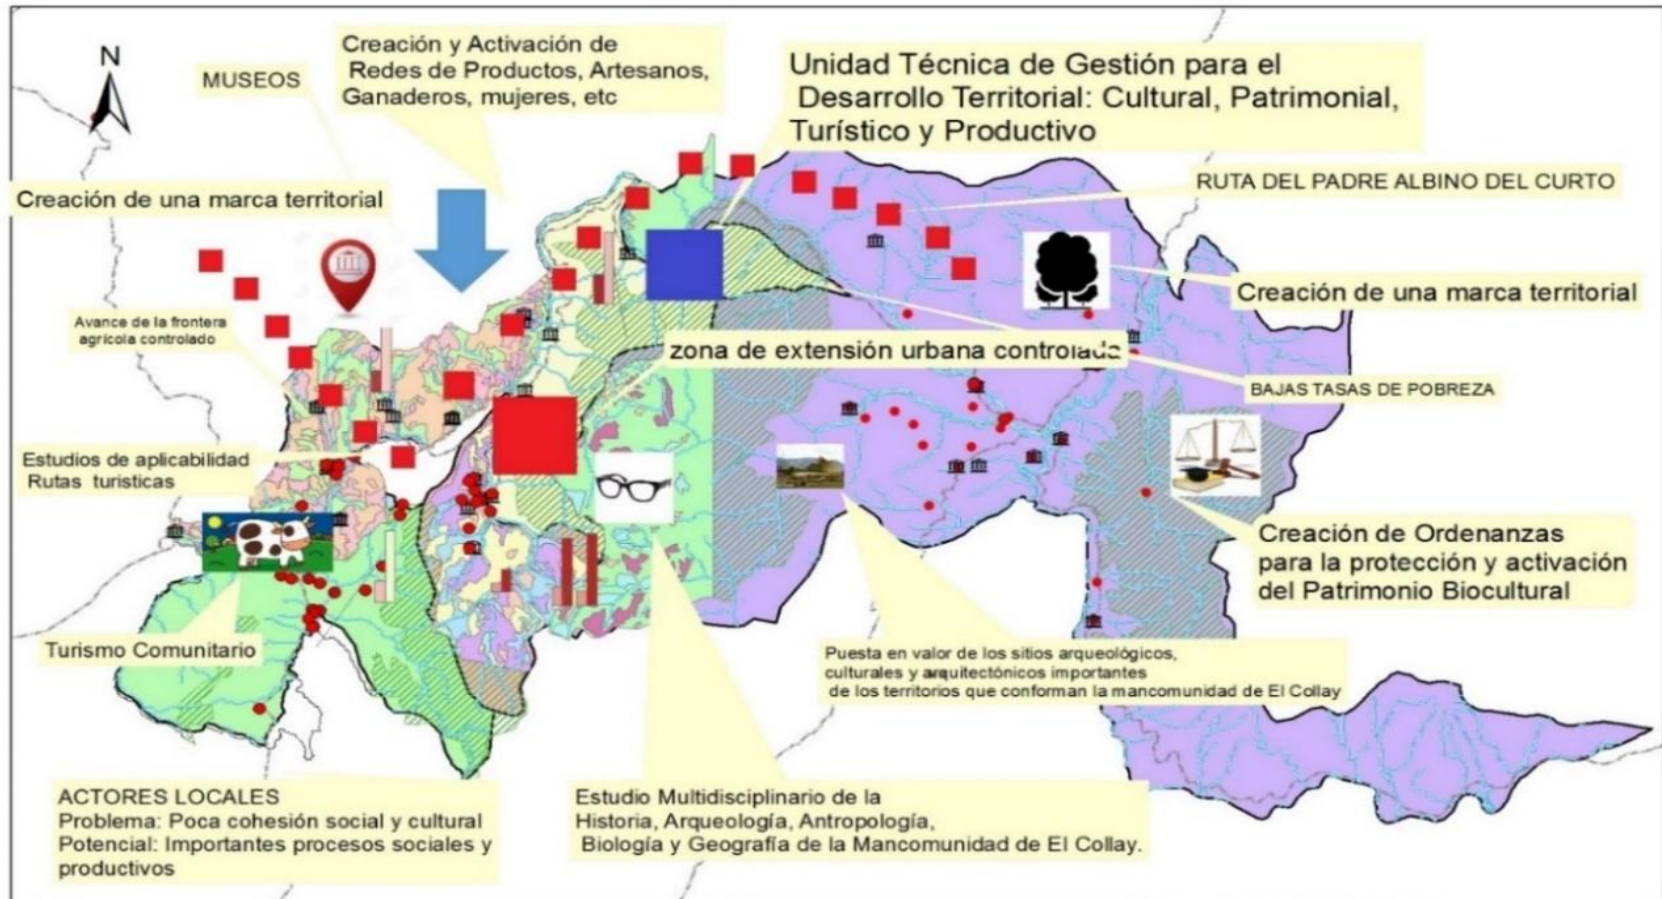 N
MUSEOS
Creación y Activación de
Redes de Productos, Artesanos,
Ganaderos, mujeres, etc
Unidad Técnica de Gestión para el
Desarrollo Territorial: Cultural, Patrimonial,
Turístico y Productivo
Creación de una marca territorial
RUTA DEL PADRE ALBINO DEL CURTO
Creación de una marca territorial
Avance de la frontera
agrícola controlado
zona de extensión urbana controlada
BAJAS TASAS DE POBREZA
Estudios de aplicabilidad
Rutas turisticas
Creación de Ordenanzas
para la protección y activación
del Patrimonio Biocultural
Turismo Comunitario
Puesta en valor de los sitios arqueológicos,
culturales y arquitectónicos importantes
de los territorios que conforman la mancomunidad de El Collay
ACTORES LOCALES
Problema: Poca cohesión social y cultural
Potencial: Importantes procesos sociales y
productivos
Estudio Multidisciplinario de la
Historia, Arqueología, Antropología,
Biología y Geografía de la Mancomunidad de El Collay.